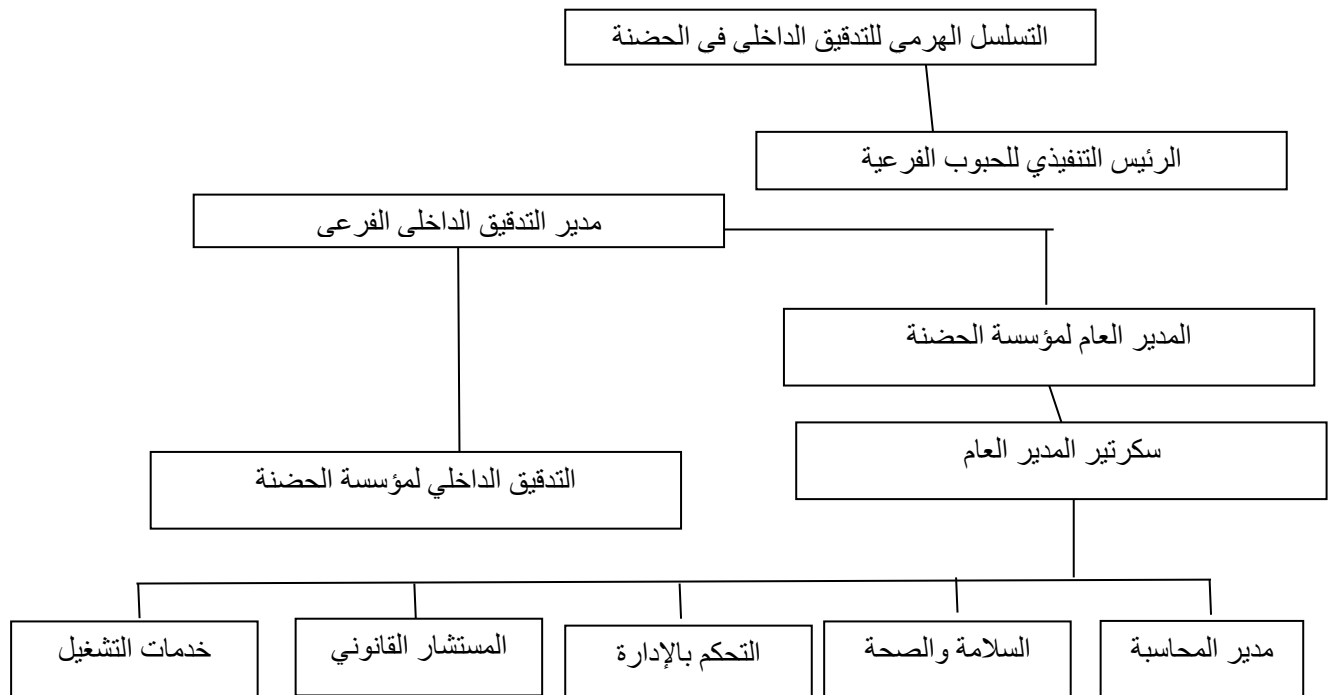 التسلسل الهرمى للتدقيق الداخلى فى الحضنة
الرئيس التنفيذي للحبوب الفرعية
مدير التدقيق الداخلى الفرعى
المدير العام لمؤسسة الحضنة
سكرتير المدير العام
التدقيق الداخلي لمؤسسة الحضنة
مدير المحاسبة
السلامة والصحة
التحكم بالإدارة
المستشار القانوني
خدمات التشغيل